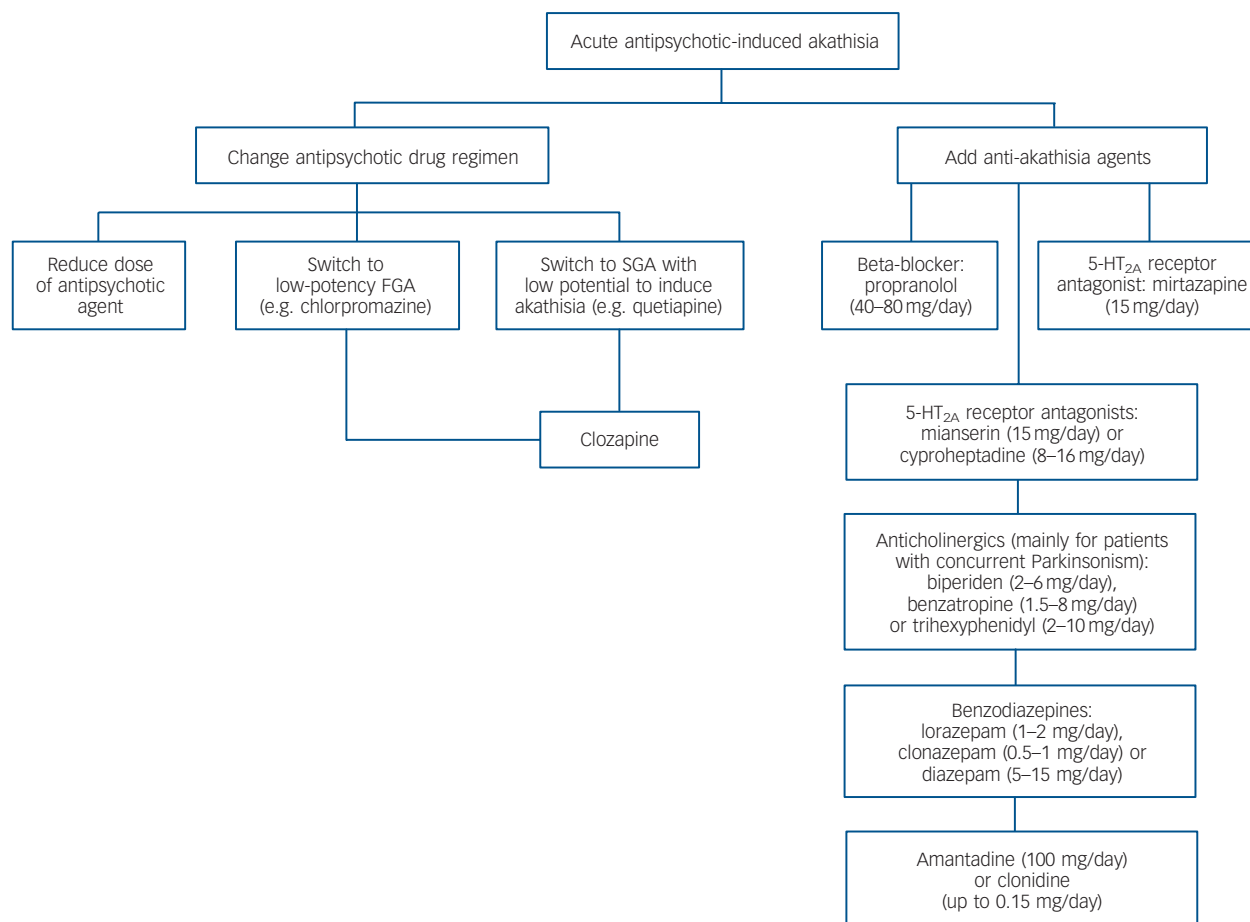 Acute antipsychotic-induced akathisia
Change antipsychotic drug regimen
Add anti-akathisia agents
Reduce dose
of antipsychotic
agent
Switch to
low-potency FGA
(e.g. chlorpromazine)
Switch to SGA with
low potential to induce
akathisia (e.g. quetiapine)
Beta-blocker:
propranolol
(40–80 mg/day)
5-HT2A receptor
antagonist: mirtazapine
(15 mg/day)
Clozapine
5-HT2A receptor antagonists:
mianserin (15 mg/day) or
cyproheptadine (8–16 mg/day)
Anticholinergics (mainly for patients
with concurrent Parkinsonism):
biperiden (2–6 mg/day),
benzatropine (1.5–8 mg/day)
or trihexyphenidyl (2–10 mg/day)
Benzodiazepines:
lorazepam (1–2 mg/day),
clonazepam (0.5–1 mg/day) or
diazepam (5–15 mg/day)
Amantadine (100 mg/day)
or clonidine
(up to 0.15 mg/day)